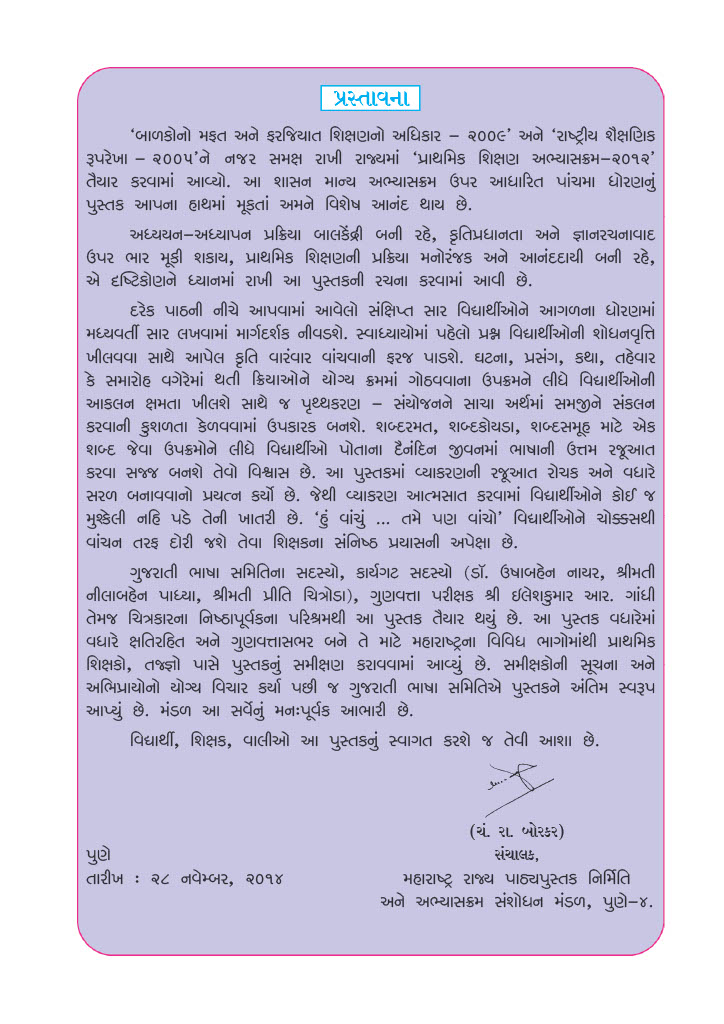 પ્રસ્તાવના
‘બાળકોનો મફત અને ફરજિયાત શિક્ષણનો અધિકાર – ૨૦૦૯’ અને ‘રાષ્ટ્રીય શૈક્ષણિક
રૂપરેખા – ૨૦૦૫’ને નજર સમક્ષ રાખી રાજ્યમાં ‘પ્રાથમિક શિક્ષણ અભ્યાસક્રમ–૨૦૧૨’
તૈયાર કરવામાં આવ્યો. આ શાસન માન્ય અભ્યાસક્રમ ઉપર આધારિત પાંચમા ધોરણનું
પુસ્તક આપના હાથમાં મૂકતાં અમને વિશેષ આનંદ થાય છે.
અધ્યયન–અધ્યાપન પ્રક્રિયા બાલકેંદ્રી બની રહે, કૃતિપ્રધાનતા અને જ્ઞાનરચનાવાદ
ઉપર ભાર મૂકી શકાય, પ્રાથમિક શિક્ષણની પ્રક્રિયા મનોરંજક અને આનંદદાયી બની રહે,
એ દૃષ્ટિકોણને ધ્યાનમાં રાખી આ પુસ્તકની રચના કરવામાં આવી છે.
દરેક પાઠની નીચે આપવામાં આવેલો સંક્ષિપ્ત સાર વિદ્યાર્થીઓને આગળના ધોરણમાં
મધ્યવર્તી સાર લખવામાં માર્ગદર્શક નીવડશે. સ્વાધ્યાયોમાં પહેલો પ્રશ્ન વિદ્યાર્થીઓની શોધનવૃત્તિ
ખીલવવા સાથે આપેલ કૃતિ વારંવાર વાંચવાની ફરજ પાડશે. ઘટના, પ્રસંગ, કથા, તહેવાર
કે સમારોહ વગેરેમાં થતી ક્રિયાઓને યોગ્ય ક્રમમાં ગોઠવવાના ઉપક્રમને લીધે વિદ્યાર્થીઓની
આકલન ક્ષમતા ખીલશે સાથે જ પૃથ્થકરણ – સંયોજનને સાચા અર્થમાં સમજીને સંકલન
કરવાની કુશળતા કેળવવામાં ઉપકારક બનશે. શબ્દરમત, શબ્દકોયડા, શબ્દસમૂહ માટે એક
શબ્દ જેવા ઉપક્રમોને લીધે વિદ્યાર્થીઓ પોતાના દૈનંદિન જીવનમાં ભાષાની ઉત્તમ રજૂઆત
કરવા સજ્જ બનશે તેવો વિશ્વાસ છે. આ પુસ્તકમાં વ્યાકરણની રજૂઆત રોચક અને વધારે
સરળ બનાવવાનો પ્રયત્ન કર્યો છે. જેથી વ્યાકરણ આત્મસાત કરવામાં વિદ્યાર્થીઓને કોઈ જ
મુશ્કેલી નહિ પડે તેની ખાતરી છે. ‘હું વાંચું ... તમે પણ વાંચો’ વિદ્યાર્થીઓને ચોક્કસથી
વાંચન તરફ દોરી જશે તેવા શિક્ષકના સંનિષ્ઠ પ્રયાસની અપેક્ષા છે.
ગુજરાતી ભાષા સમિતિના સદસ્યો, કાર્યગટ સદસ્યો (ડૉ. ઉષાબહેન નાયર, શ્રીમતી
નીલાબહેન પાધ્યા, શ્રીમતી પ્રીતિ ચિત્રોડા), ગુણવત્તા પરીક્ષક શ્રી ઈલેશકુમાર આર. ગાંધી
તેમજ ચિત્રકારના નિષ્ઠાપૂર્વકના પરિશ્રમથી આ પુસ્તક તૈયાર થયું છે. આ પુસ્તક વધારેમાં
વધારે ક્ષતિરહિત અને ગુણવત્તાસભર બને તે માટે મહારાષ્ટ્રના વિવિધ ભાગોમાંથી પ્રાથમિક
શિક્ષકો, તજ્જ્ઞો પાસે પુસ્તકનું સમીક્ષણ કરાવવામાં આવ્યું છે. સમીક્ષકોની સૂચના અને
અભિપ્રાયોનો યોગ્ય વિચાર કર્યા પછી જ ગુજરાતી ભાષા સમિતિએ પુસ્તકને અંતિમ સ્વરૂપ
આપ્યું છે. મંડળ આ સર્વેનું મનઃપૂર્વક આભારી છે.
વિદ્યાર્થી, શિક્ષક, વાલીઓ આ પુસ્તકનું સ્વાગત કરશે જ તેવી આશા છે.
(ચં. રા. બોરકર)
પુણે
સંચાલક,
તારીખ : ૨૮ નવેમ્બર, ૨૦૧૪
મહારાષ્ટ્ર રાજ્ય પાઠ્યપુસ્તક નિર્મિતિ
અને અભ્યાસક્રમ સંશોધન મંડળ, પુણે–૪.